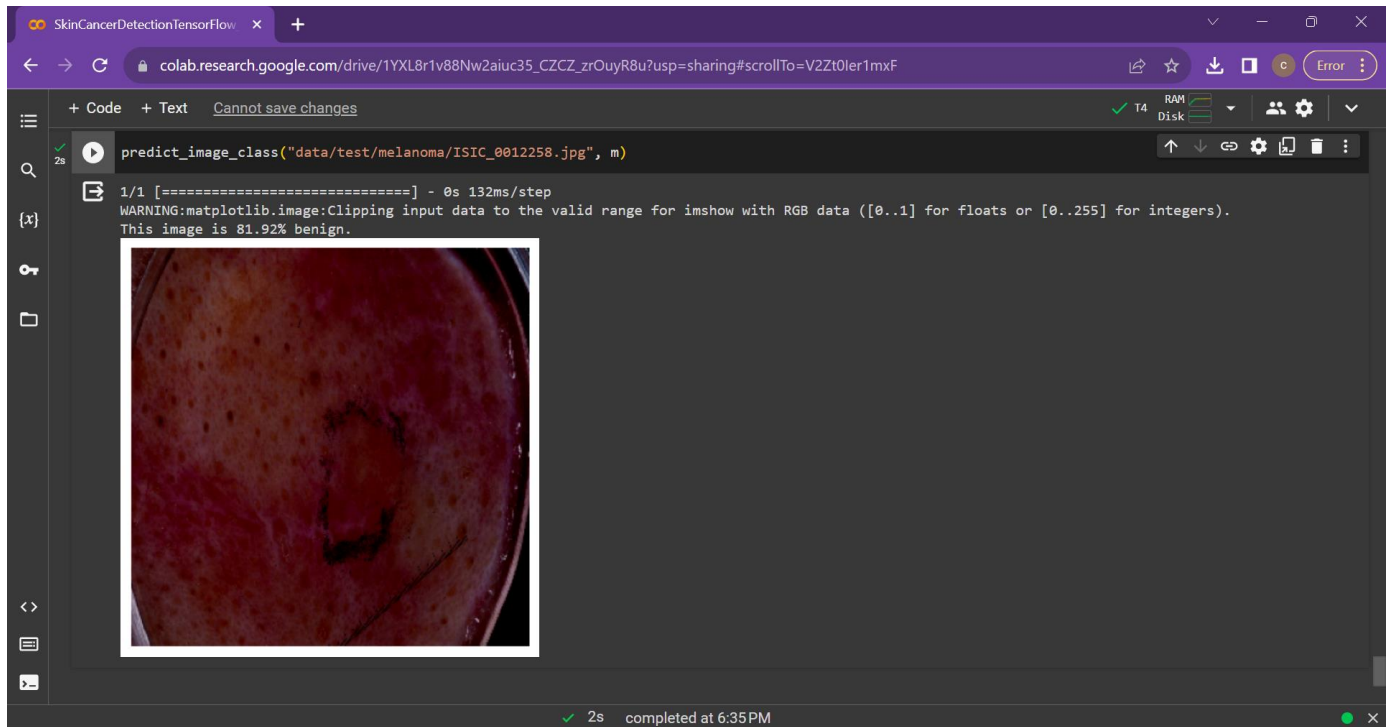 SkinCancerDetectionTensorFlow
colab.research.google.com/drive/1YXL8r1v88Nw2aiuc35_CZCZ_zrOuyR8u?usp=sharing#scrollTo=V2Zt0Ier1mxF
C
Error
+ Code + Text Cannot save changes
T4 RAM
Disk
2s
predict_image_class("data/test/melanoma/ISIC_0012258.jpg", m)
1/1 [==============================] - 0s 132ms/step
WARNING:matplotlib.image:Clipping input data to the valid range for imshow with RGB data ([0..1] for floats or [0..255] for integers).
This image is 81.92% benign.
{x}
2s completed at 6:35 PM